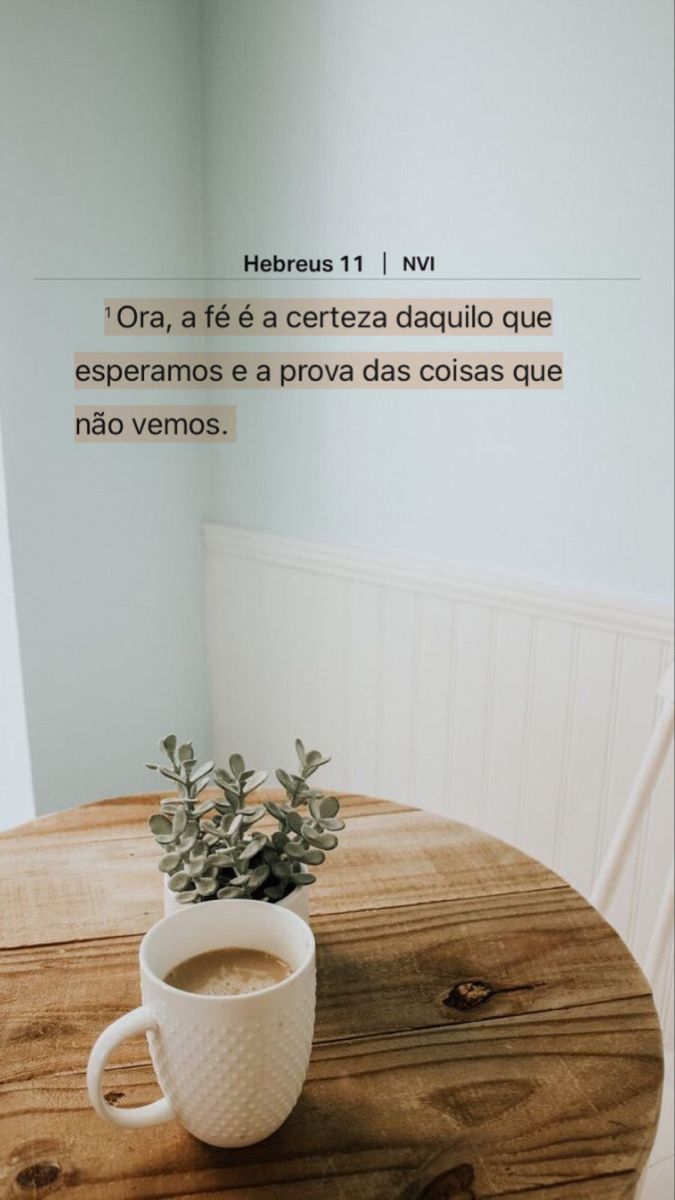 Hebreus 11 | NVI
¹ Ora, a fé é a certeza daquilo que
esperamos e a prova das coisas que
não vemos.